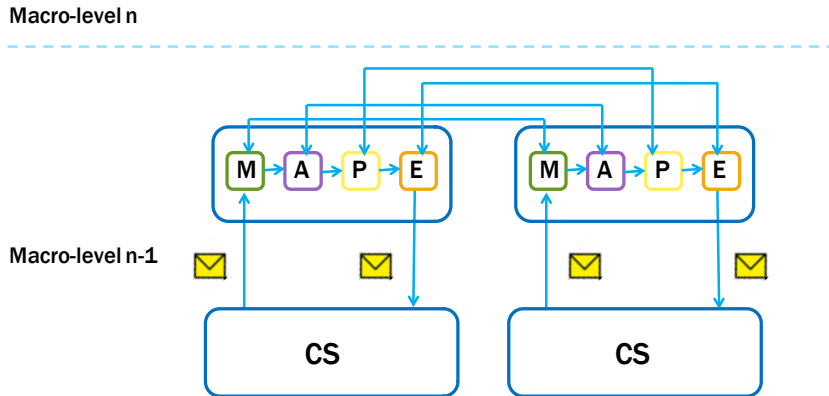 Macro-level n
M A P E M A P E
Macro-level n-1
CS CS